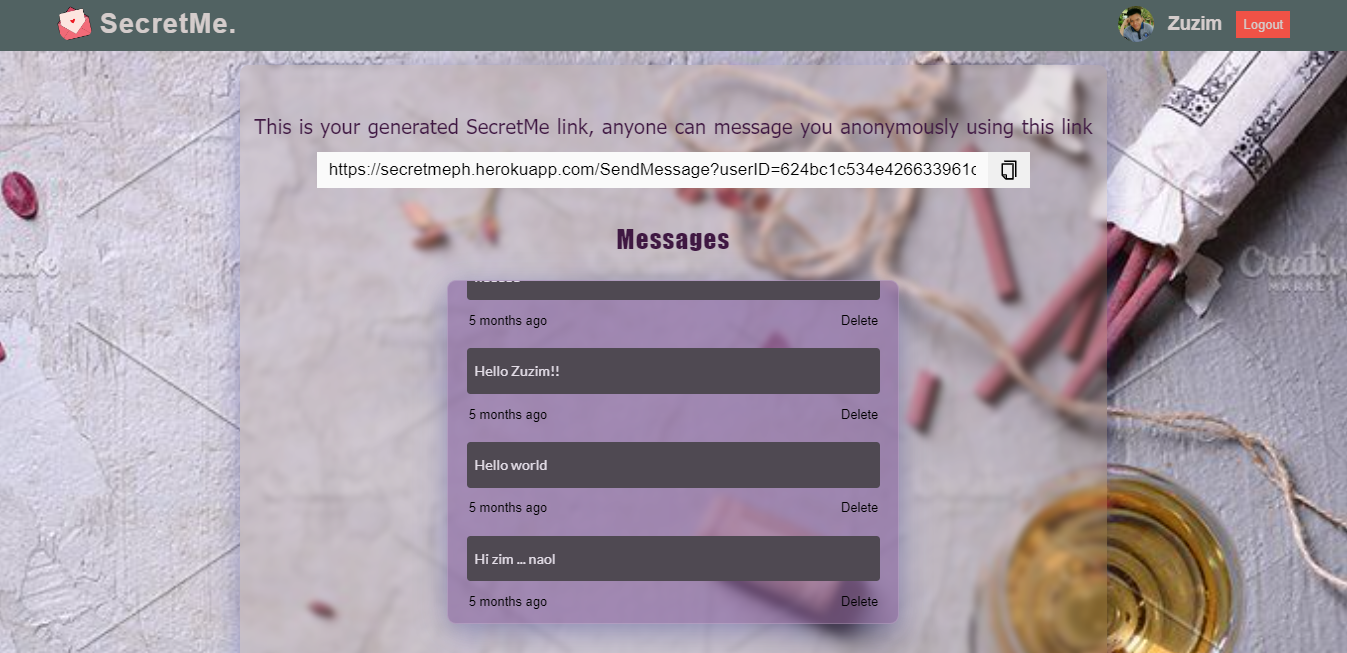 SecretMe.
Zuzim
Logout
This is your generated SecretMe link, anyone can message you anonymously using this link
https://secretmeph.herokuapp.com/SendMessage?userID=624bc1c534e426633961c
Messages
5 months ago Delete
Hello Zuzim!!
5 months ago Delete
Hello world
5 months ago Delete
Hi zim ... naol
5 months ago Delete
Creativ
MARKET